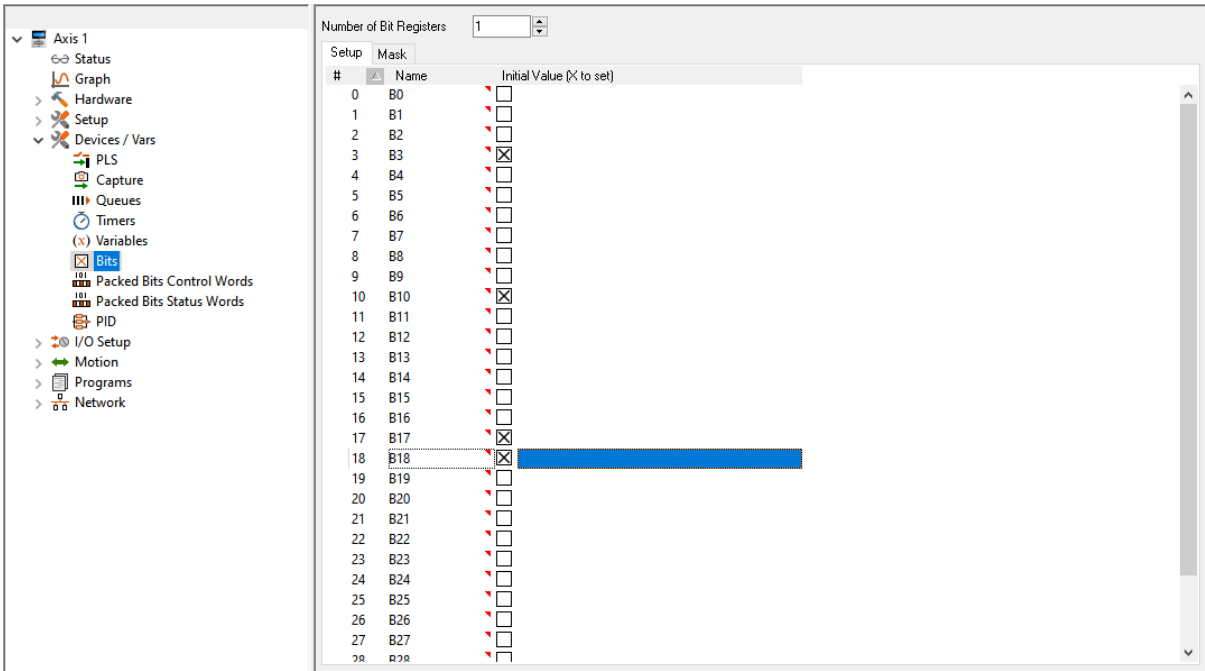 Axis 1
Status
Graph
Hardware
Setup
Devices / Vars
PLS
Capture
Queues
Timers
(x) Variables
Bits
Packed Bits Control Words
Packed Bits Status Words
PID
I/O Setup
Motion
Programs
Network
Number of Bit Registers 1
Setup Mask
# Name Initial Value (X to set)
0 B0
1 B1
2 B2
3 B3
4 B4
5 B5
6 B6
7 B7
8 B8
9 B9
10 B10
11 B11
12 B12
13 B13
14 B14
15 B15
16 B16
17 B17
18 B18
19 B19
20 B20
21 B21
22 B22
23 B23
24 B24
25 B25
26 B26
27 B27
28 B28